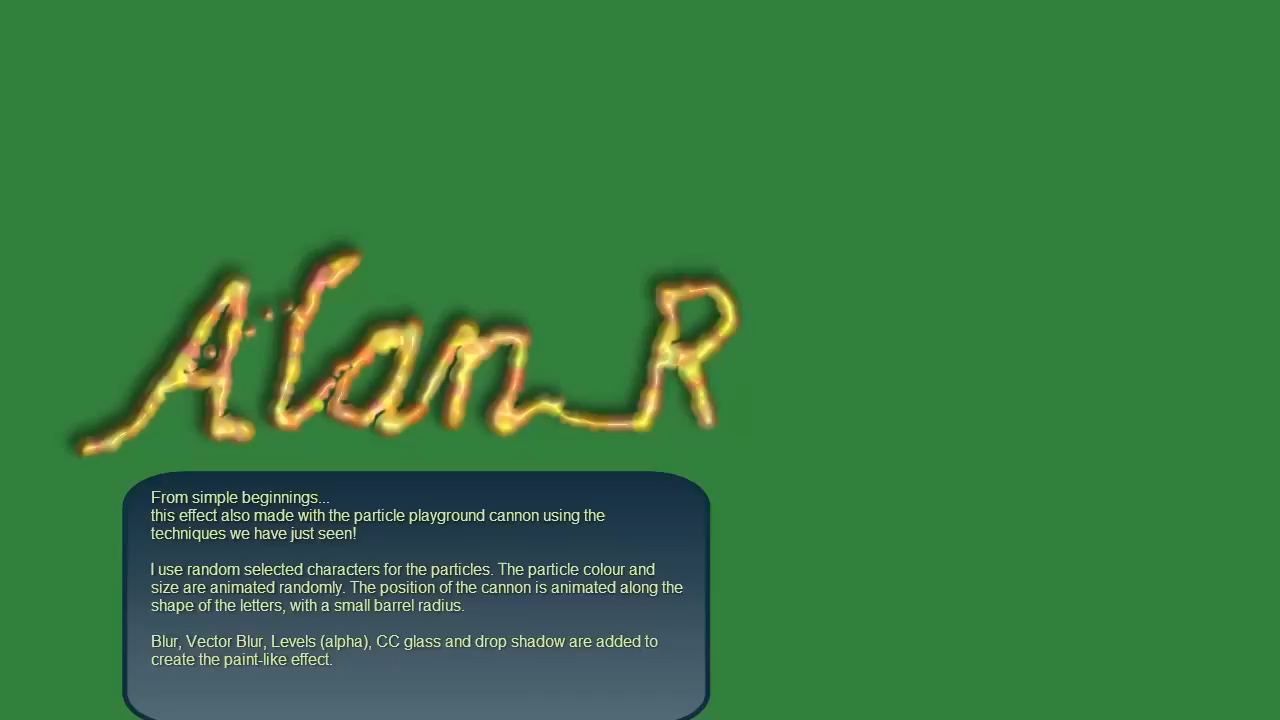 Alan R
From simple beginnings...
this effect also made with the particle playground cannon using the
techniques we have just seen!
I use random selected characters for the particles. The particle colour and
size are animated randomly. The position of the cannon is animated along the
shape of the letters, with a small barrel radius.
Blur, Vector Blur, Levels (alpha), CC glass and drop shadow are added to
create the paint-like effect.